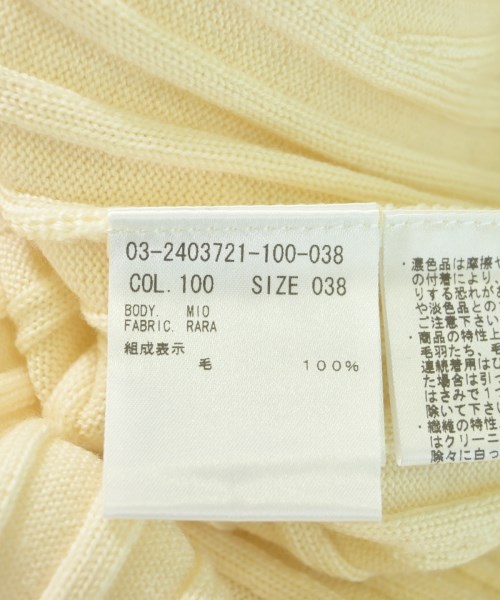 03-2403721-100-038
COL.100 SIZE 038
BODY. MIO
FABRIC. RARA
組成表示
毛 100%
・濃色品は摩擦や
の付着により、
りする恐れがあ
や淡色品との
ご注意下さい
・商品の特性上
毛羽たち、毛
連続着用はひ
た場合は引っ
はさみで1つ
除いて下さい
・繊維の特性
はクリーニ
除々に白っ